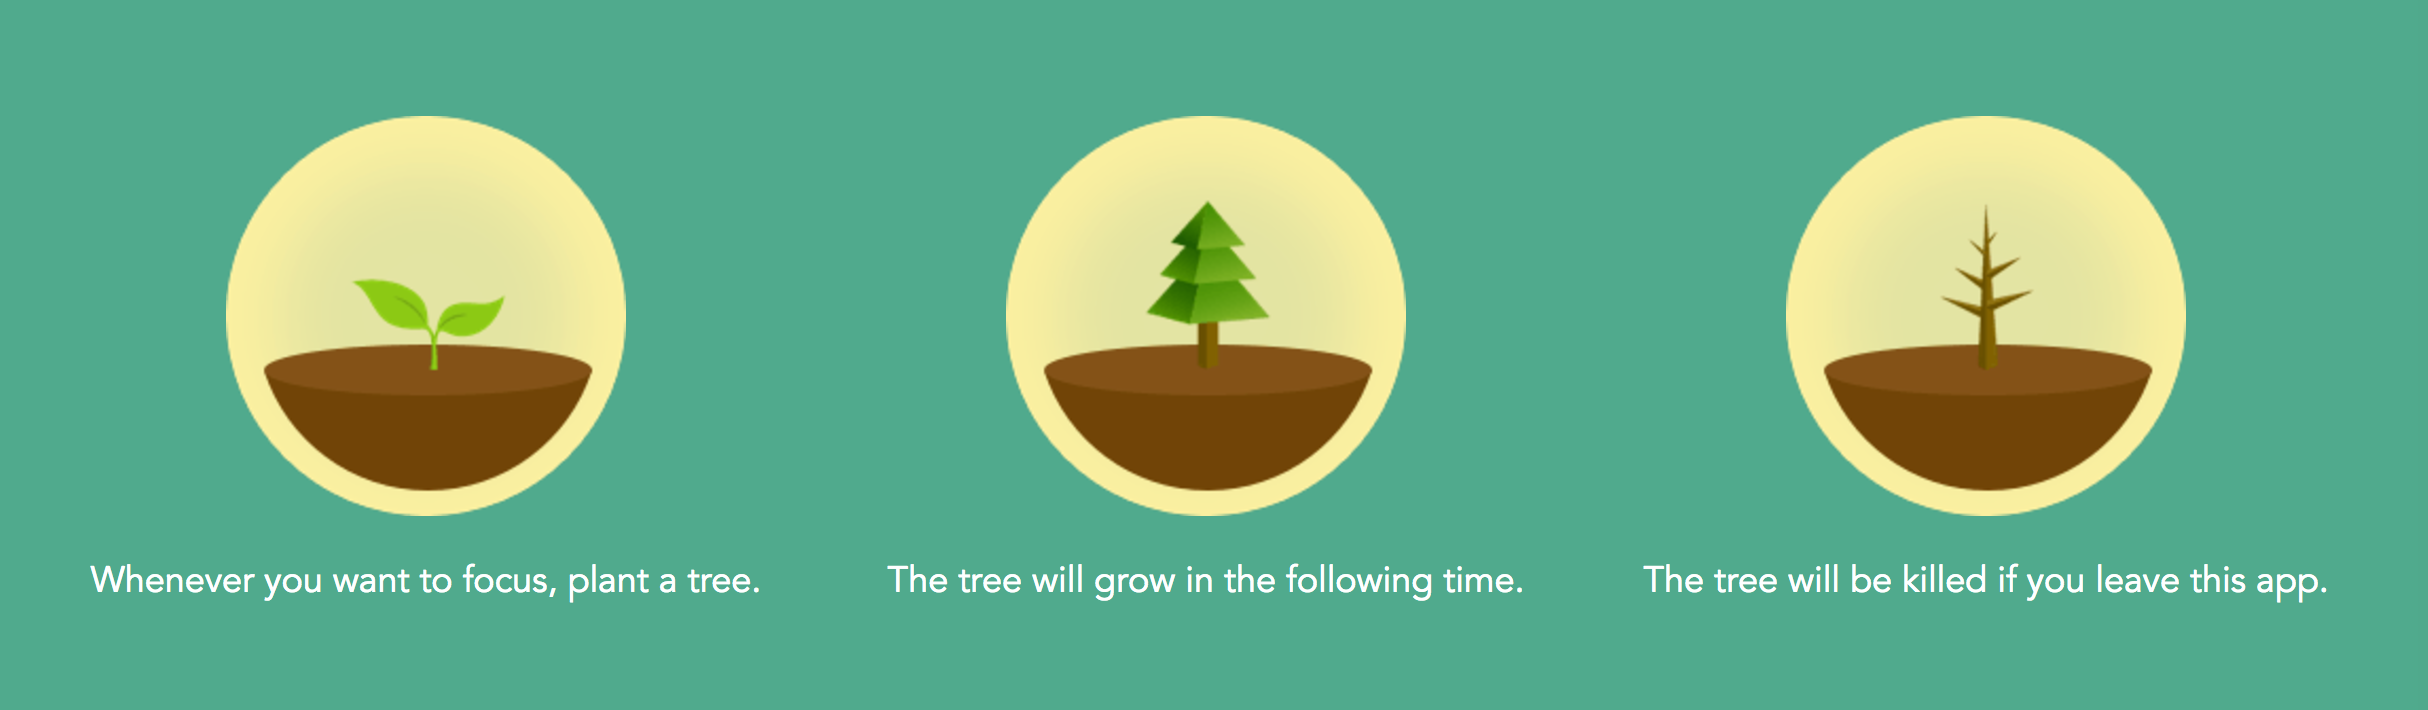 Whenever you want to focus, plant a tree.
The tree will grow in the following time.
The tree will be killed if you leave this app.